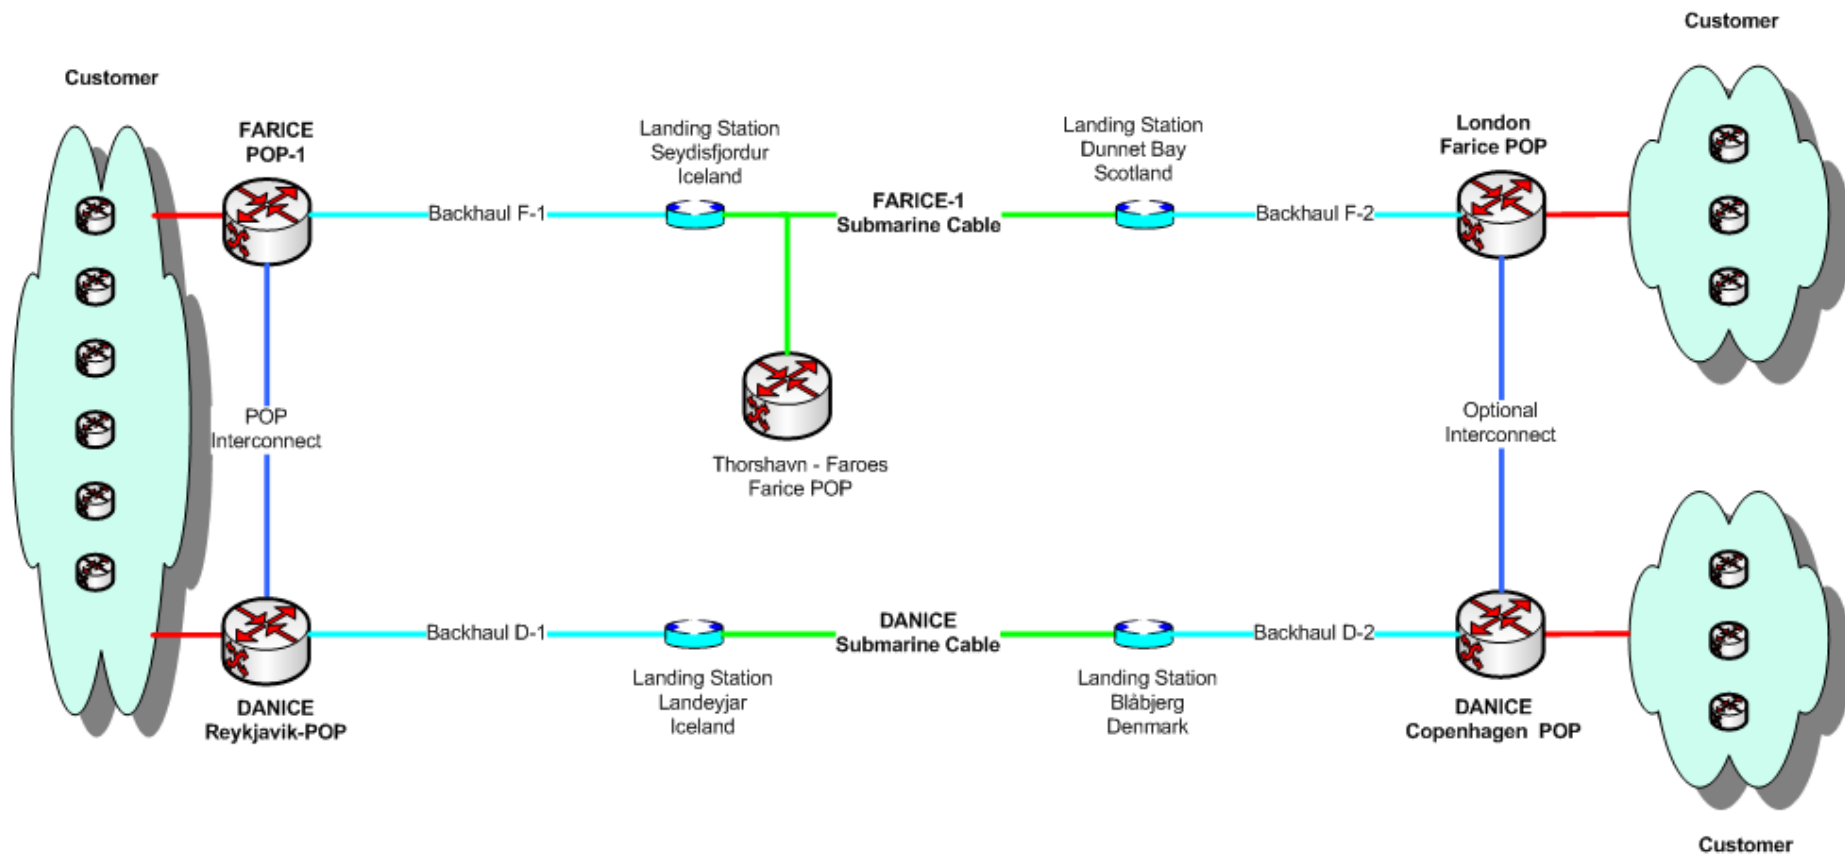 Customer
Customer
FARICE
POP-1
Landing Station
Seydisfjordur
Iceland
Landing Station
Dunnet Bay
Scotland
London
Farice POP
Backhaul F-1
FARICE-1
Submarine Cable
Backhaul F-2
POP
Interconnect
Thorshavn - Faroes
Farice POP
Optional
Interconnect
Backhaul D-1
DANICE
Submarine Cable
Backhaul D-2
DANICE
Reykjavik-POP
Landing Station
Landeyjar
Iceland
Landing Station
Blåbjerg
Denmark
DANICE
Copenhagen POP
Customer